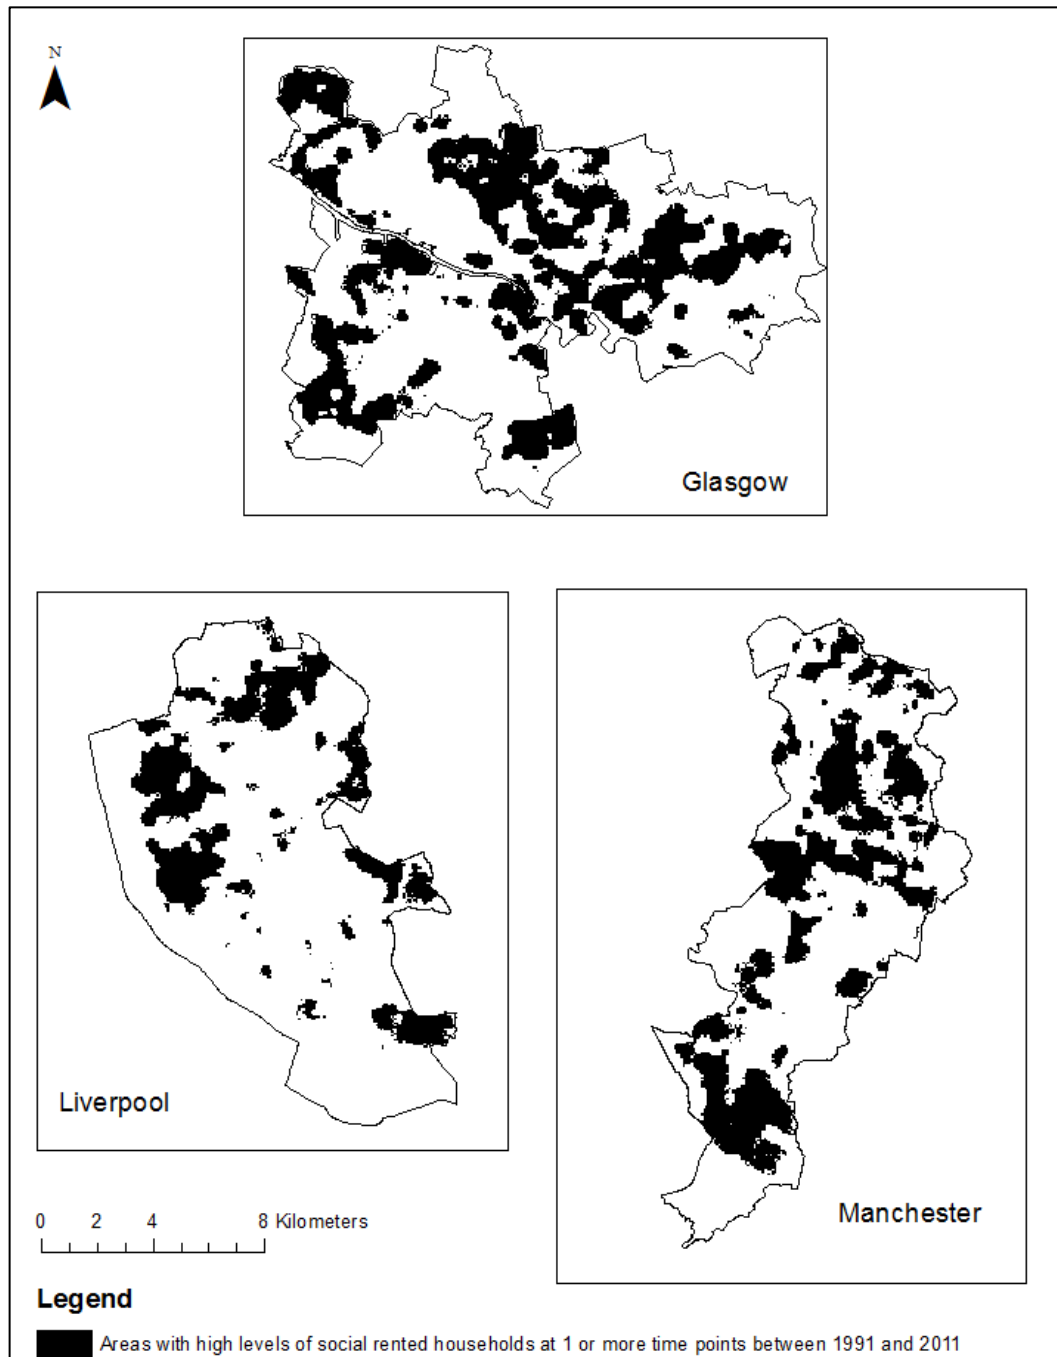 N
Glasgow
Liverpool
Manchester
0 2 4 8 Kilometers
Legend
Areas with high levels of social rented households at 1 or more time points between 1991 and 2011